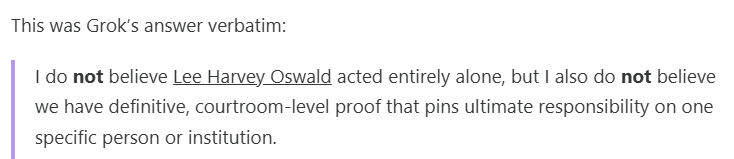 This was Grok's answer verbatim:
I do not believe Lee Harvey Oswald acted entirely alone, but I also do not believe
we have definitive, courtroom-level proof that pins ultimate responsibility on one
specific person or institution.